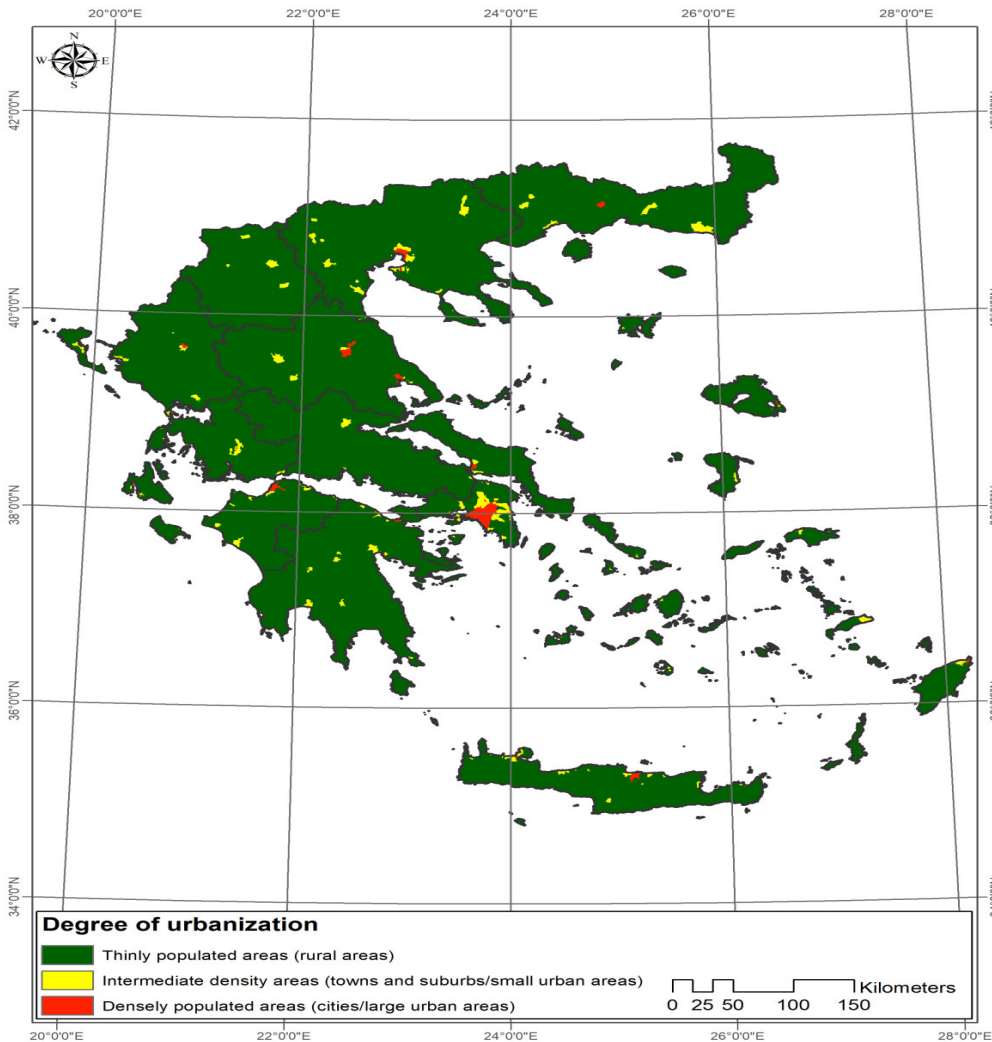 20°0'0"E 22°0'0"E 24°0'0"E 26°0'0"E 28°0'0"E
N
W E
S
42°0'0"N
40°0'0"N
38°0'0"N
36°0'0"N
34°0'0"N
Degree of urbanization
Thinly populated areas (rural areas)
Intermediate density areas (towns and suburbs/small urban areas)
Densely populated areas (cities/large urban areas)
Kilometers
0 25 50 100 150
20°0'0"E 22°0'0"E 24°0'0"E 26°0'0"E 28°0'0"E